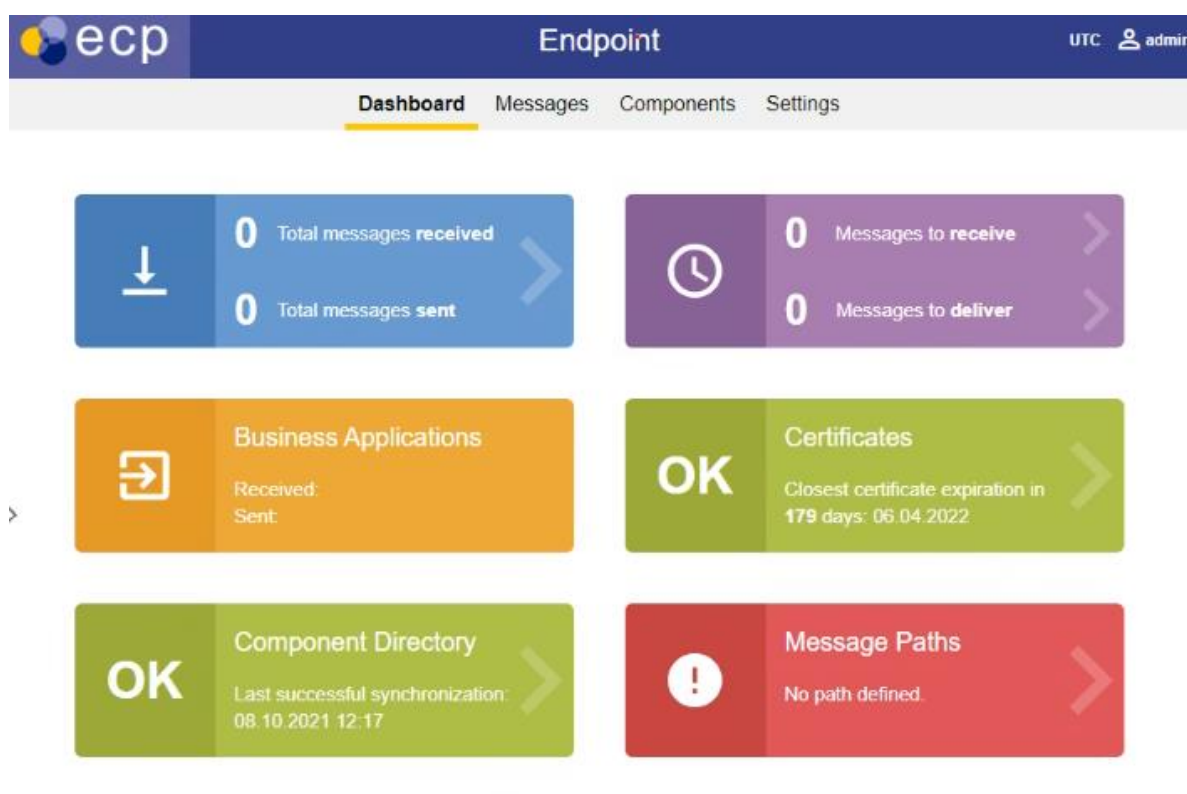 ecp
Endpoint
UTC admin
Dashboard Messages Components Settings
0 Total messages received
0 Total messages sent
0 Messages to receive
0 Messages to deliver
Business Applications
Received:
Sent:
OK
Certificates
Closest certificate expiration in
179 days: 06.04.2022
OK
Component Directory
Last successful synchronization:
08.10.2021 12:17
!
Message Paths
No path defined.